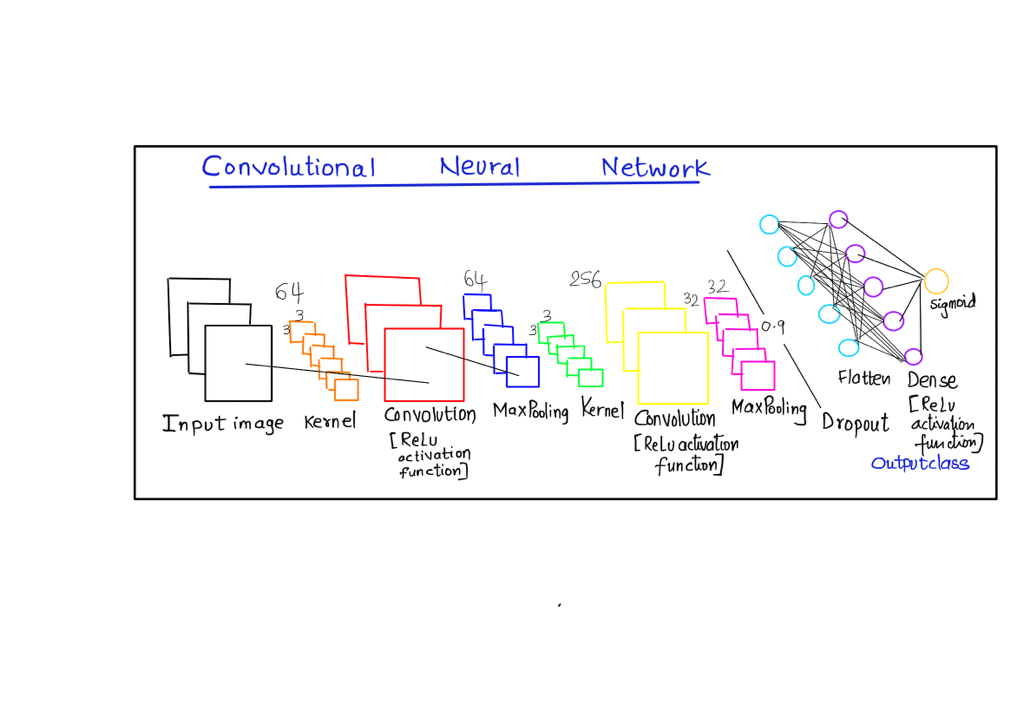 Convolutional Neural Network
64
3
3
64
3
3
256
32
32
0.9
sigmoid
Input image
Kernel
Convolution
[ReLu
activation
function]
MaxPooling
Kernel
Convolution
[ReLu activation
function]
MaxPooling
Dropout
Flatten
Dense
[ReLu
activation
function]
Outputclass